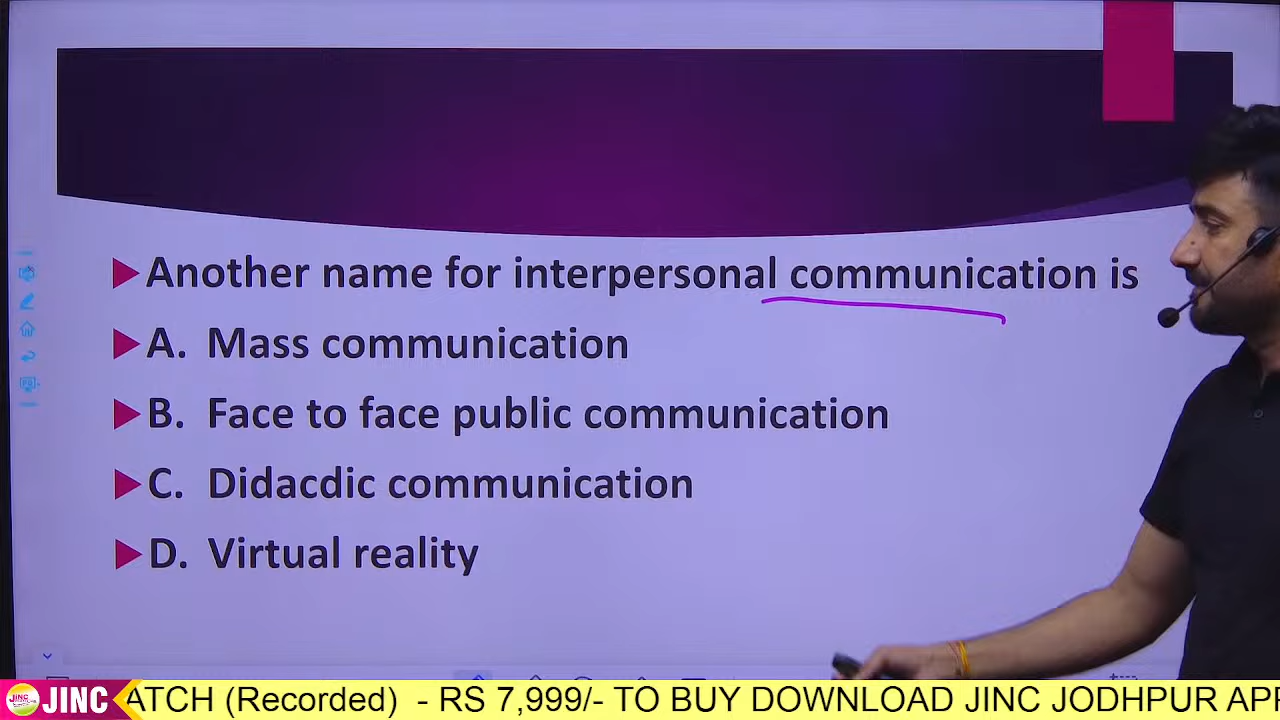 Another name for interpersonal communication is
A. Mass communication
B. Face to face public communication
C. Didacdic communication
D. Virtual reality
JINC ATCH (Recorded) - RS 7,999/- TO BUY DOWNLOAD JINC JODHPUR APP